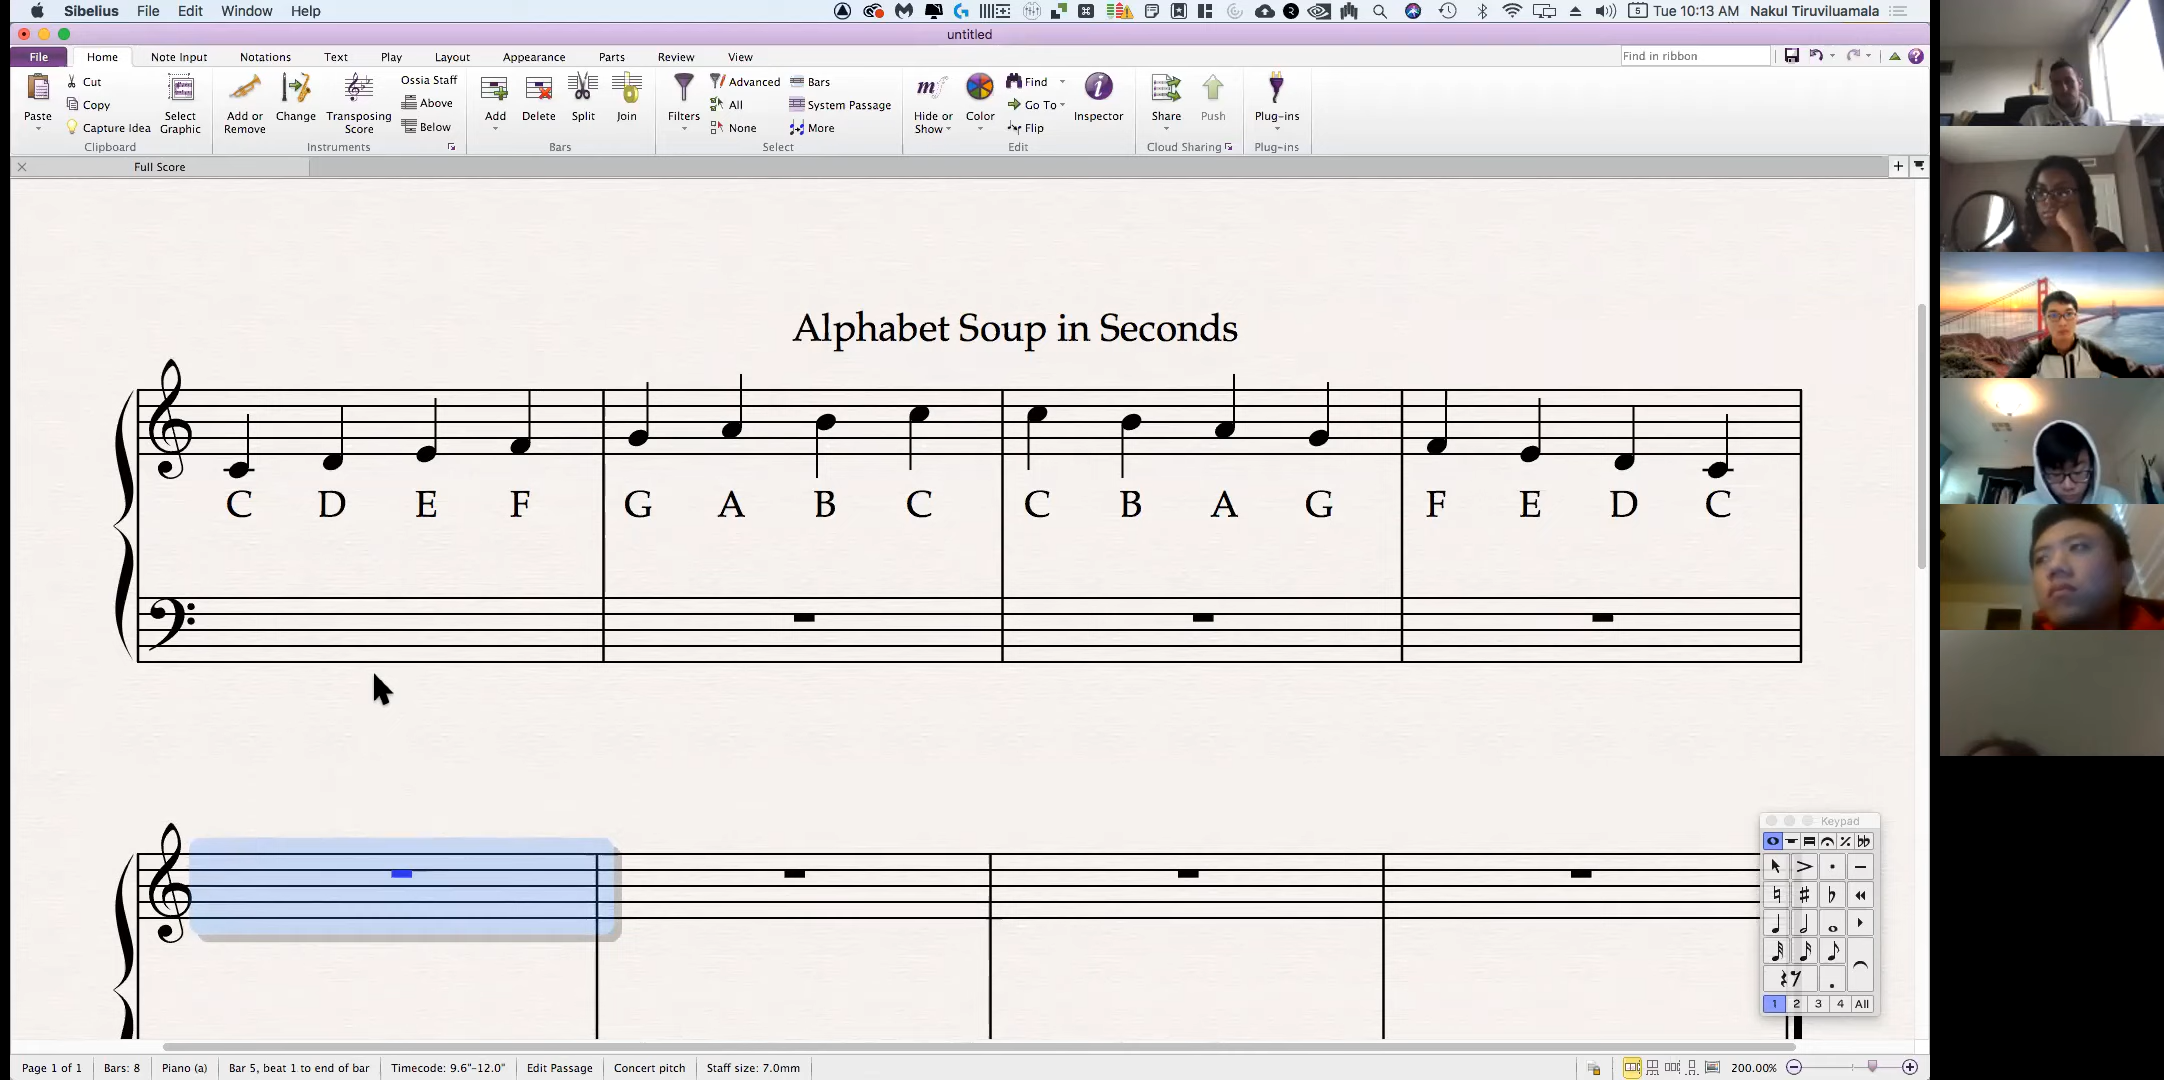 Sibelius File Edit Window Help
5 Tue 10:13 AM Nakul Tiruviluamala
untitled
File Home Note Input Notations Text Play Layout Appearance Parts Review View
Find in ribbon
Paste Cut Copy Capture Idea Select Graphic
Clipboard
Add or Remove Change Transposing Score Ossia Staff Above Below
Instruments
Add Delete Split Join
Bars
Filters Advanced All None Bars System Passage More
Select
Hide or Show Color Find Go To Flip Inspector
Edit
Share Push
Cloud Sharing
Plug-ins
Plug-ins
Full Score
Alphabet Soup in Seconds
C D E F G A B C C B A G F E D C
Keypad
1 2 3 4 All
Page 1 of 1 Bars: 8 Piano (a) Bar 5, beat 1 to end of bar Timecode: 9.6"-12.0" Edit Passage Concert pitch Staff size: 7.0mm 200.00%